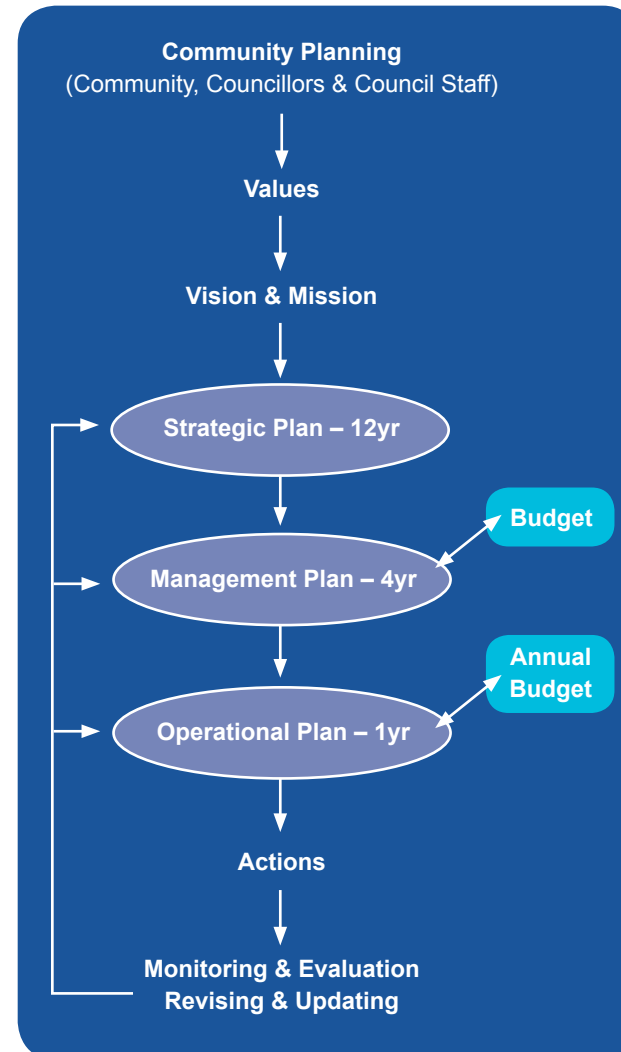 Community Planning
(Community, Councillors & Council Staff)
Values
Vision & Mission
Strategic Plan – 12yr
Budget
Management Plan – 4yr
Annual
Budget
Operational Plan – 1yr
Actions
Monitoring & Evaluation
Revising & Updating